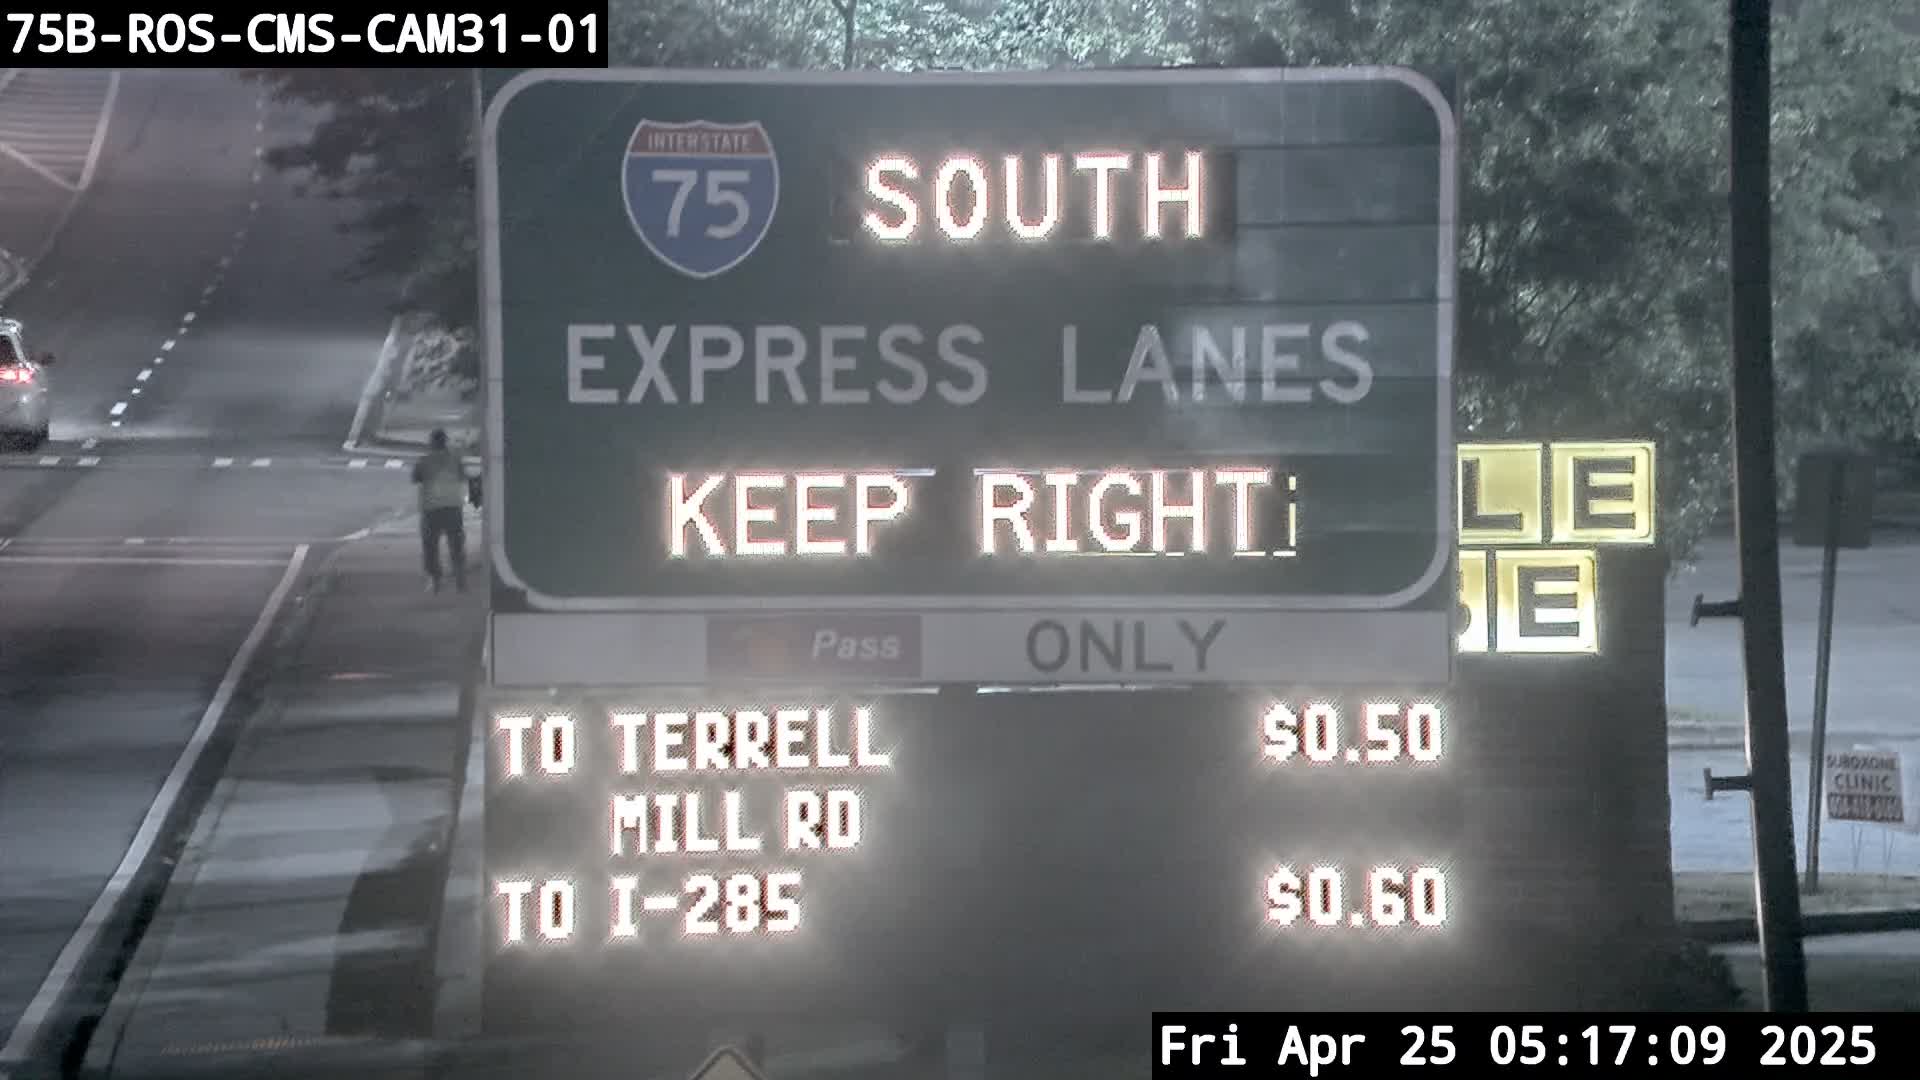 75B-ROS-CMS-CAM31-01
INTERSTATE
75
SOUTH
EXPRESS LANES
KEEP RIGHT
Pass ONLY
LE
E
TO TERRELL $0.50
MILL RD
TO I-285 $0.60
SUBOXONE
CLINIC
Fri Apr 25 05:17:09 2025